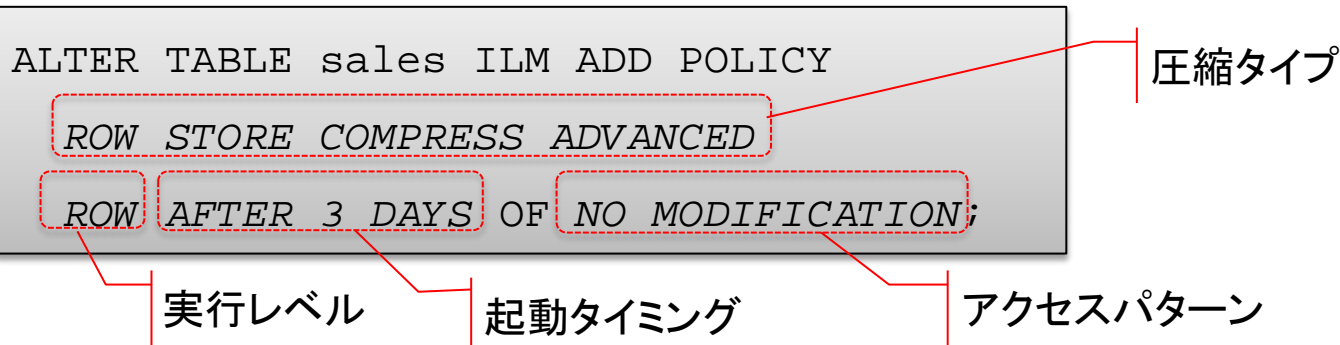 ALTER TABLE sales ILM ADD POLICY
圧縮タイプ
ROW STORE COMPRESS ADVANCED
ROW AFTER 3 DAYS OF NO MODIFICATION;
実行レベル
起動タイミング
アクセスパターン